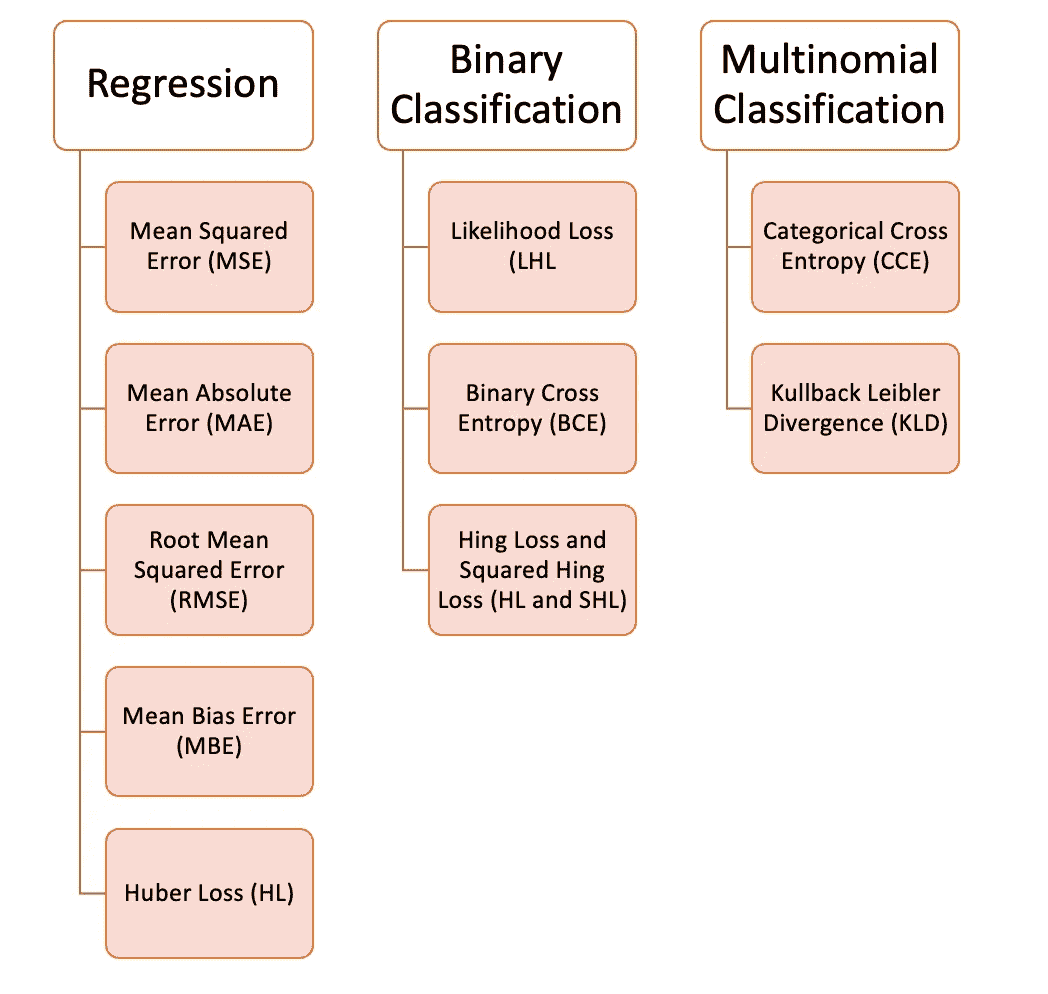 Regression
Mean Squared
Error (MSE)
Mean Absolute
Error (MAE)
Root Mean
Squared Error
(RMSE)
Mean Bias Error
(MBE)
Huber Loss (HL)
Binary
Classification
Likelihood Loss
(LHL
Binary Cross
Entropy (BCE)
Hing Loss and
Squared Hing
Loss (HL and SHL)
Multinomial
Classification
Categorical Cross
Entropy (CCE)
Kullback Leibler
Divergence (KLD)